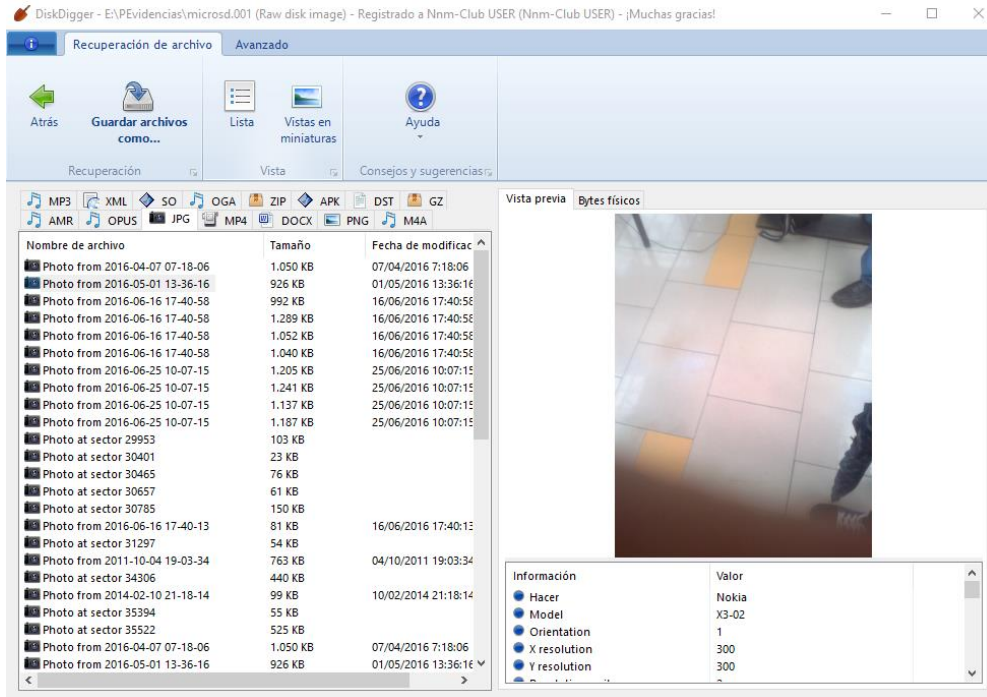 DiskDigger - E:\PEvidencias\microsd.001 (Raw disk image) - Registrado a Nnm-Club USER (Nnm-Club USER) - ¡Muchas gracias!
Recuperación de archivo Avanzado
Atrás Guardar archivos como... Lista Vistas en miniaturas Ayuda
Recuperación Vista Consejos y sugerencias
MP3 XML SO OGA ZIP APK DST GZ
AMR OPUS JPG MP4 DOCX PNG M4A
Nombre de archivo Tamaño Fecha de modificac
Photo from 2016-04-07 07-18-06 1.050 KB 07/04/2016 7:18:06
Photo from 2016-05-01 13-36-16 926 KB 01/05/2016 13:36:16
Photo from 2016-06-16 17-40-58 992 KB 16/06/2016 17:40:58
Photo from 2016-06-16 17-40-58 1.289 KB 16/06/2016 17:40:58
Photo from 2016-06-16 17-40-58 1.052 KB 16/06/2016 17:40:58
Photo from 2016-06-16 17-40-58 1.040 KB 16/06/2016 17:40:58
Photo from 2016-06-25 10-07-15 1.205 KB 25/06/2016 10:07:15
Photo from 2016-06-25 10-07-15 1.241 KB 25/06/2016 10:07:15
Photo from 2016-06-25 10-07-15 1.137 KB 25/06/2016 10:07:15
Photo from 2016-06-25 10-07-15 1.187 KB 25/06/2016 10:07:15
Photo at sector 29953 103 KB
Photo at sector 30401 23 KB
Photo at sector 30465 76 KB
Photo at sector 30657 61 KB
Photo at sector 30785 150 KB
Photo from 2016-06-16 17-40-13 81 KB 16/06/2016 17:40:13
Photo at sector 31297 54 KB
Photo from 2011-10-04 19-03-34 763 KB 04/10/2011 19:03:34
Photo at sector 34306 440 KB
Photo from 2014-02-10 21-18-14 99 KB 10/02/2014 21:18:14
Photo at sector 35394 55 KB
Photo at sector 35522 525 KB
Photo from 2016-04-07 07-18-06 1.050 KB 07/04/2016 7:18:06
Photo from 2016-05-01 13-36-16 926 KB 01/05/2016 13:36:16
Vista previa Bytes físicos
Información Valor
Hacer Nokia
Model X3-02
Orientation 1
X resolution 300
Y resolution 300